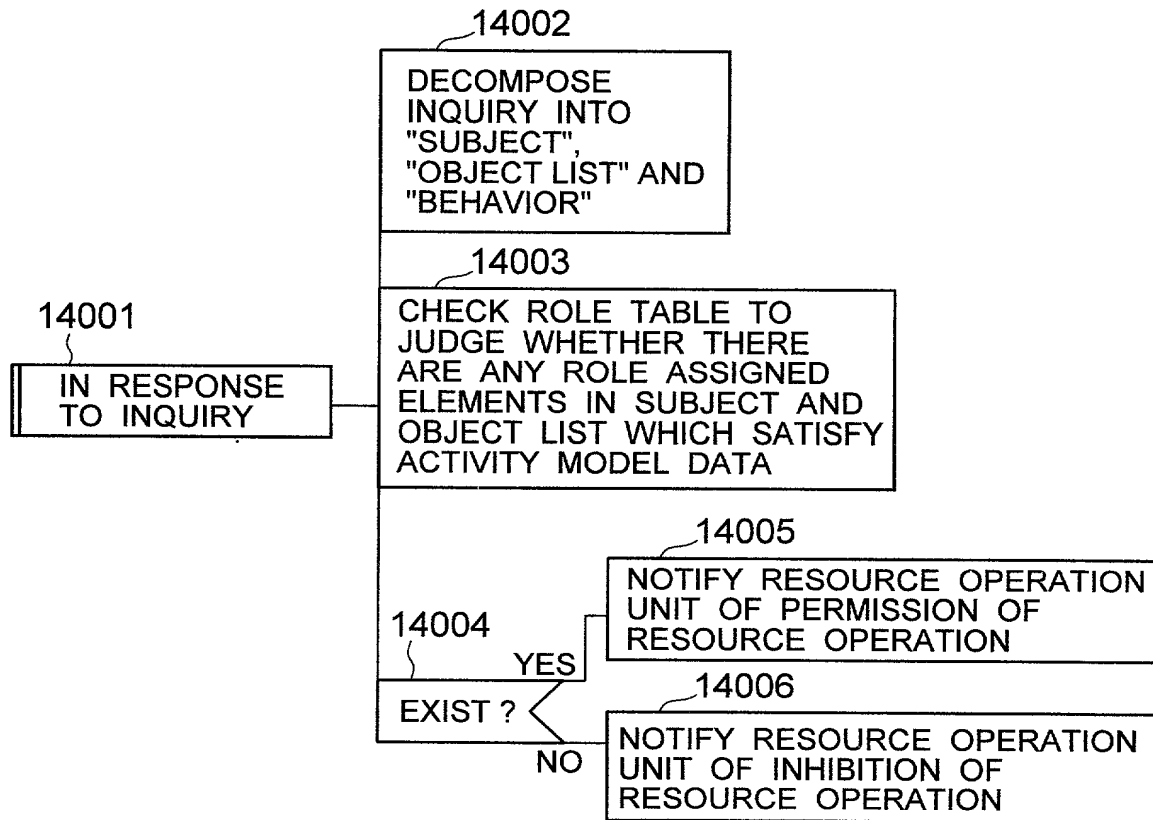 14002
DECOMPOSE
INQUIRY INTO
"SUBJECT",
"OBJECT LIST" AND
"BEHAVIOR"
14003
CHECK ROLE TABLE TO
JUDGE WHETHER THERE
ARE ANY ROLE ASSIGNED
ELEMENTS IN SUBJECT AND
OBJECT LIST WHICH SATISFY
ACTIVITY MODEL DATA
14001
IN RESPONSE
TO INQUIRY
14004
EXIST ?
YES
14005
NOTIFY RESOURCE OPERATION
UNIT OF PERMISSION OF
RESOURCE OPERATION
NO
14006
NOTIFY RESOURCE OPERATION
UNIT OF INHIBITION OF
RESOURCE OPERATION